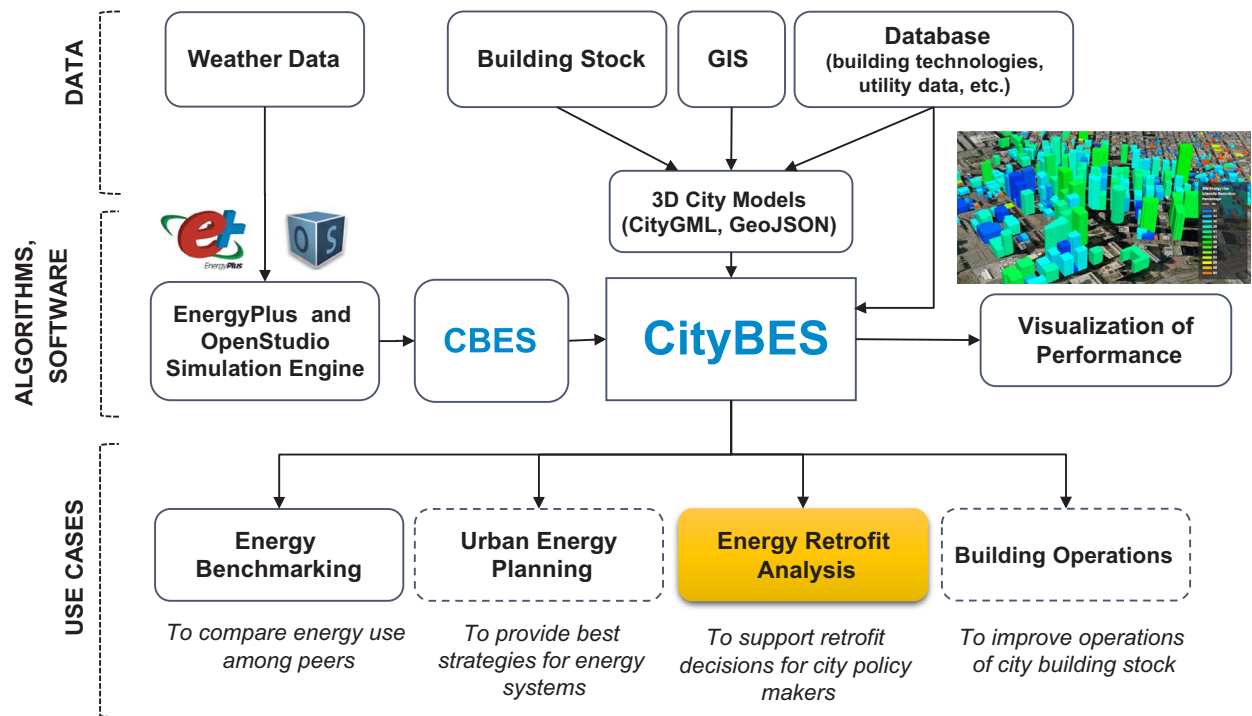 DATA
Weather Data
Building Stock
GIS
Database
(building technologies,
utility data, etc.)
3D City Models
(CityGML, GeoJSON)
ALGORITHMS,
SOFTWARE
e+
EnergyPlus
O S
EnergyPlus and
OpenStudio
Simulation Engine
CBES
CityBES
Visualization of
Performance
USE CASES
Energy
Benchmarking
Urban Energy
Planning
Energy Retrofit
Analysis
Building Operations
To compare energy use
among peers
To provide best
strategies for energy
systems
To support retrofit
decisions for city policy
makers
To improve operations
of city building stock